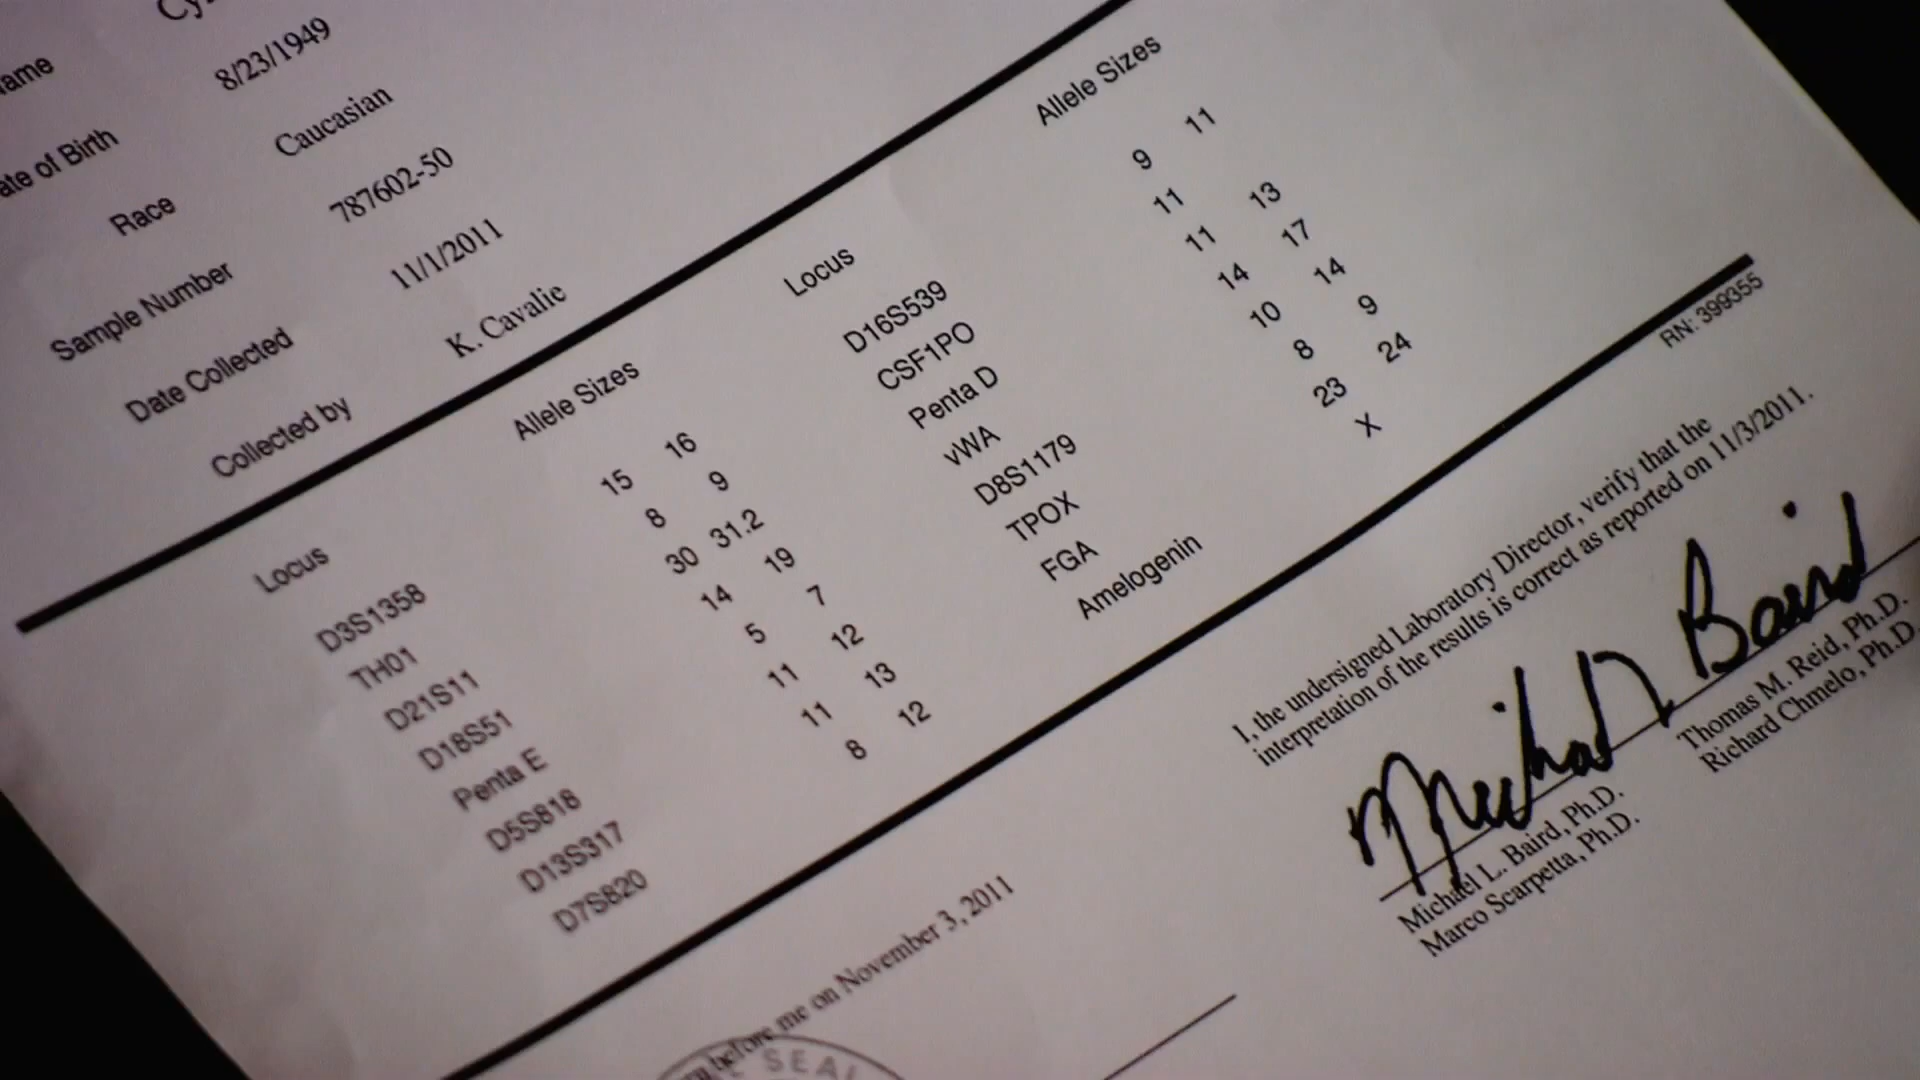 8/23/1949
Race Caucasian
Sample Number 787602-50
Date Collected 11/1/2011
Collected by K. Cavalie
Locus Allele Sizes Locus Allele Sizes
D3S1358 15 16 D16S539 9 11
TH01 8 9 CSF1PO 11
D21S11 30 31.2 Penta D 11 13
D18S51 14 19 vWA 14 17
Penta E 5 7 D8S1179 10 14
D5S818 11 12 TPOX 8 9
D13S317 11 13 FGA 23 24
D7S820 8 12 Amelogenin X
RN: 399355
I, the undersigned Laboratory Director, verify that the
interpretation of the results is correct as reported on 11/3/2011.
Michael L. Baird, Ph.D. Thomas M. Reid, Ph.D.
Marco Scarpetta, Ph.D. Richard Chmelo, Ph.D.
before me on November 3, 2011
SEAL